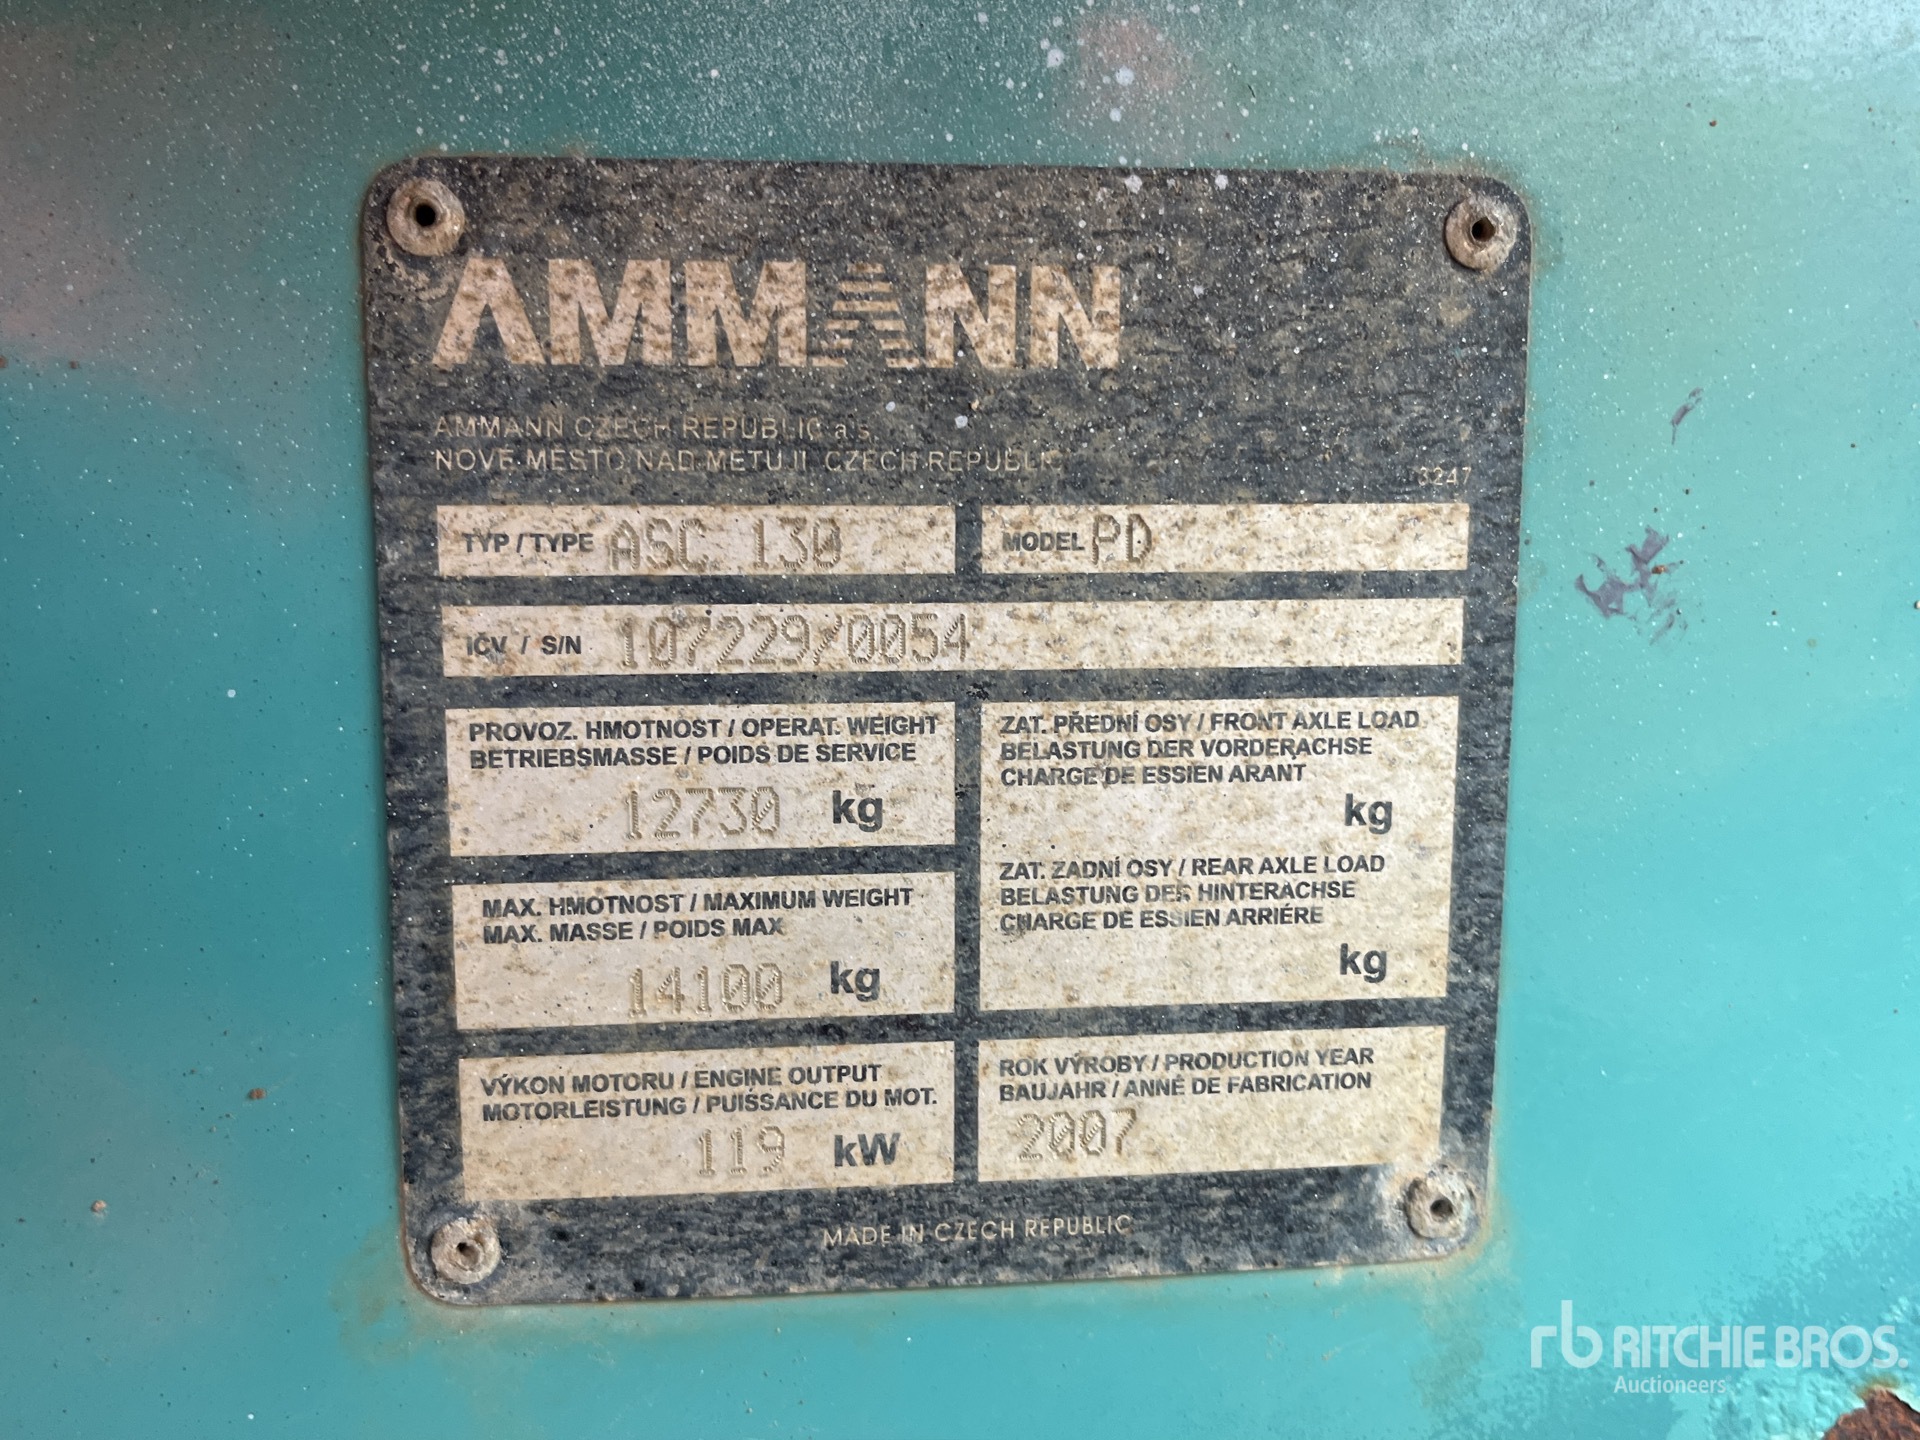 AMMANN
AMMANN CZECH REPUBLIC a.s.
NOVÉ MĚSTO NAD METUJÍ, CZECH REPUBLIC
3247
TYP / TYPE ASC 130
MODEL PD
IČV / S/N 107229/0054
PROVOZ. HMOTNOST / OPERAT. WEIGHT
BETRIEBSMASSE / POIDS DE SERVICE
12730 kg
ZAT. PŘEDNÍ OSY / FRONT AXLE LOAD
BELASTUNG DER VORDERACHSE
CHARGE DE ESSIEN ARANT
kg
ZAT. ZADNÍ OSY / REAR AXLE LOAD
BELASTUNG DER HINTERACHSE
CHARGE DE ESSIEN ARRIÉRE
kg
MAX. HMOTNOST / MAXIMUM WEIGHT
MAX. MASSE / POIDS MAX
14100 kg
VÝKON MOTORU / ENGINE OUTPUT
MOTORLEISTUNG / PUISSANCE DU MOT.
119 kW
ROK VÝROBY / PRODUCTION YEAR
BAUJAHR / ANNÉ DE FABRICATION
2007
MADE IN CZECH REPUBLIC
rb RITCHIE BROS.
Auctioneers